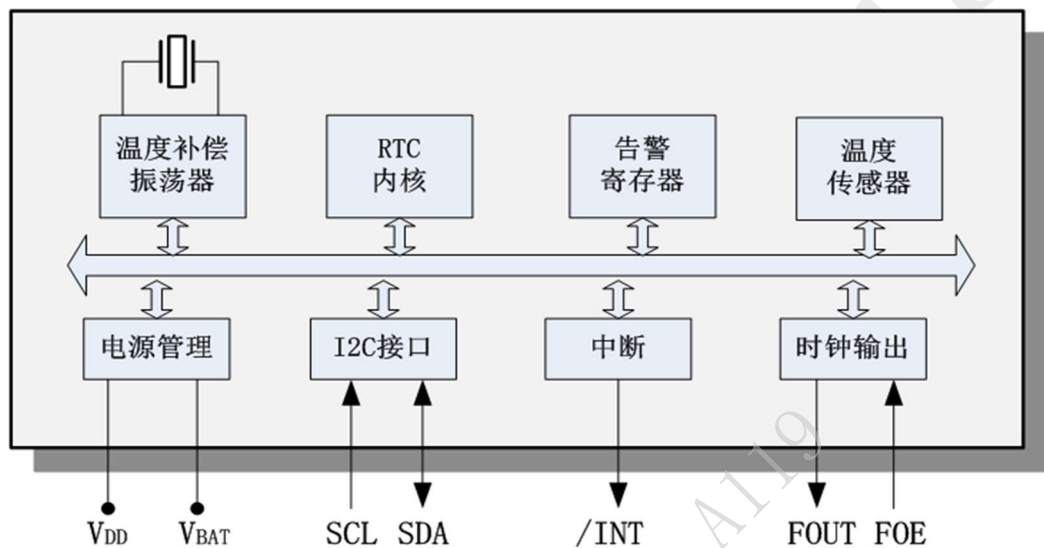 温度补偿
振荡器
RTC
内核
告警
寄存器
温度
传感器
电源管理
I2C接口
中断
时钟输出
VDD
VBAT
SCL
SDA
/INT
FOUT
FOE
A119